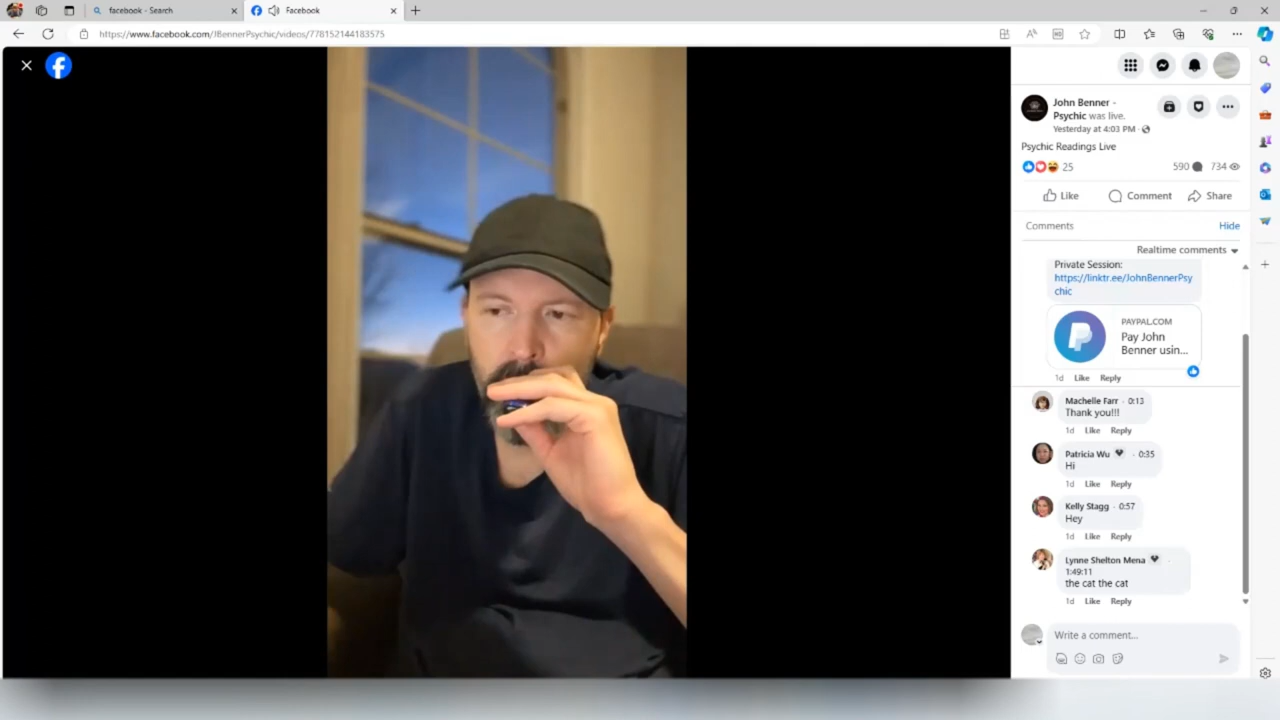 facebook - Search
Facebook
https://www.facebook.com/JBennerPsychic/videos/778152144183575
John Benner -
Psychic was live.
Yesterday at 4:03 PM ·
Psychic Readings Live
25
590
734
Like
Comment
Share
Comments
Hide
Realtime comments
Private Session:
https://linktr.ee/JohnBennerPsy
chic
PAYPAL.COM
Pay John
Benner usin...
1d Like Reply
Machelle Farr · 0:13
Thank you!!!
1d Like Reply
Patricia Wu · 0:35
Hi
1d Like Reply
Kelly Stagg · 0:57
Hey
1d Like Reply
Lynne Shelton Mena ·
1:49:11
the cat the cat
1d Like Reply
Write a comment...